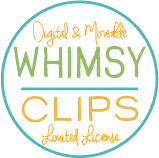 Digital & Moveable
WHIMSY
CLIPS
Limited License